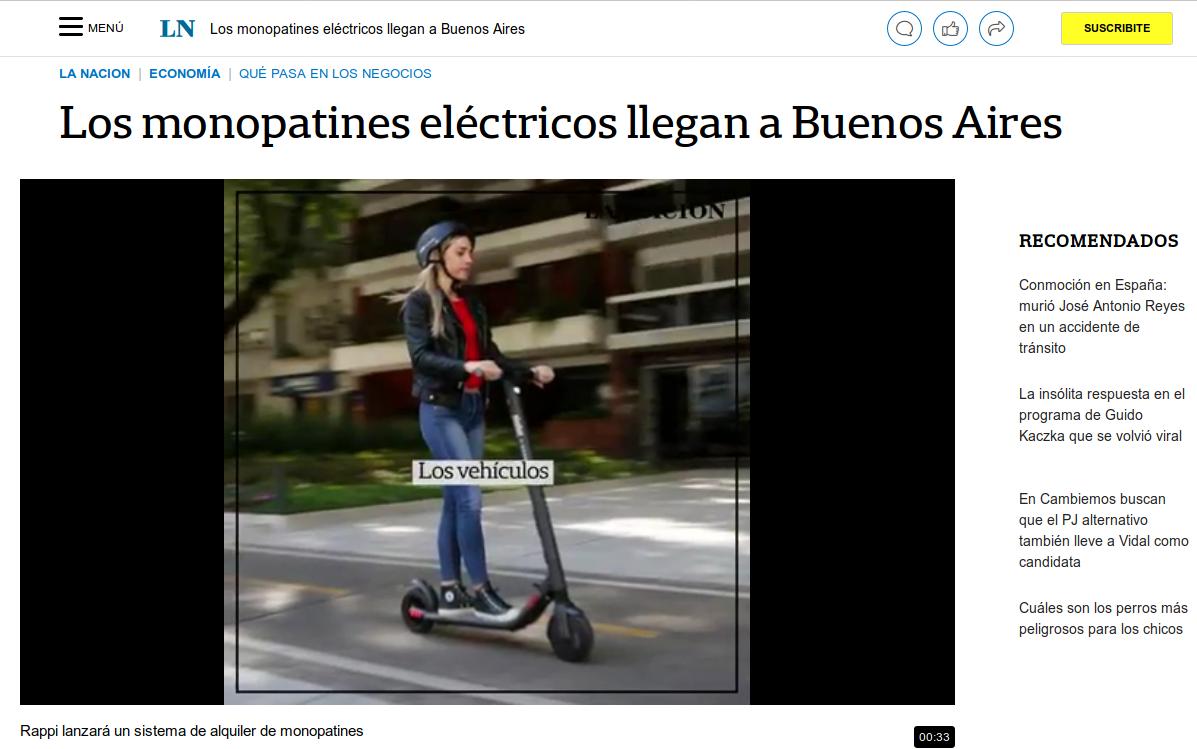 MENÚ
LN
Los monopatines eléctricos llegan a Buenos Aires
SUSCRIBITE
LA NACION | ECONOMÍA | QUÉ PASA EN LOS NEGOCIOS
Los monopatines eléctricos llegan a Buenos Aires
LA NACION
Los vehículos
Rappi lanzará un sistema de alquiler de monopatines
00:33
RECOMENDADOS
Conmoción en España:
murió José Antonio Reyes
en un accidente de
tránsito
La insólita respuesta en el
programa de Guido
Kaczka que se volvió viral
En Cambiemos buscan
que el PJ alternativo
también lleve a Vidal como
candidata
Cuáles son los perros más
peligrosos para los chicos